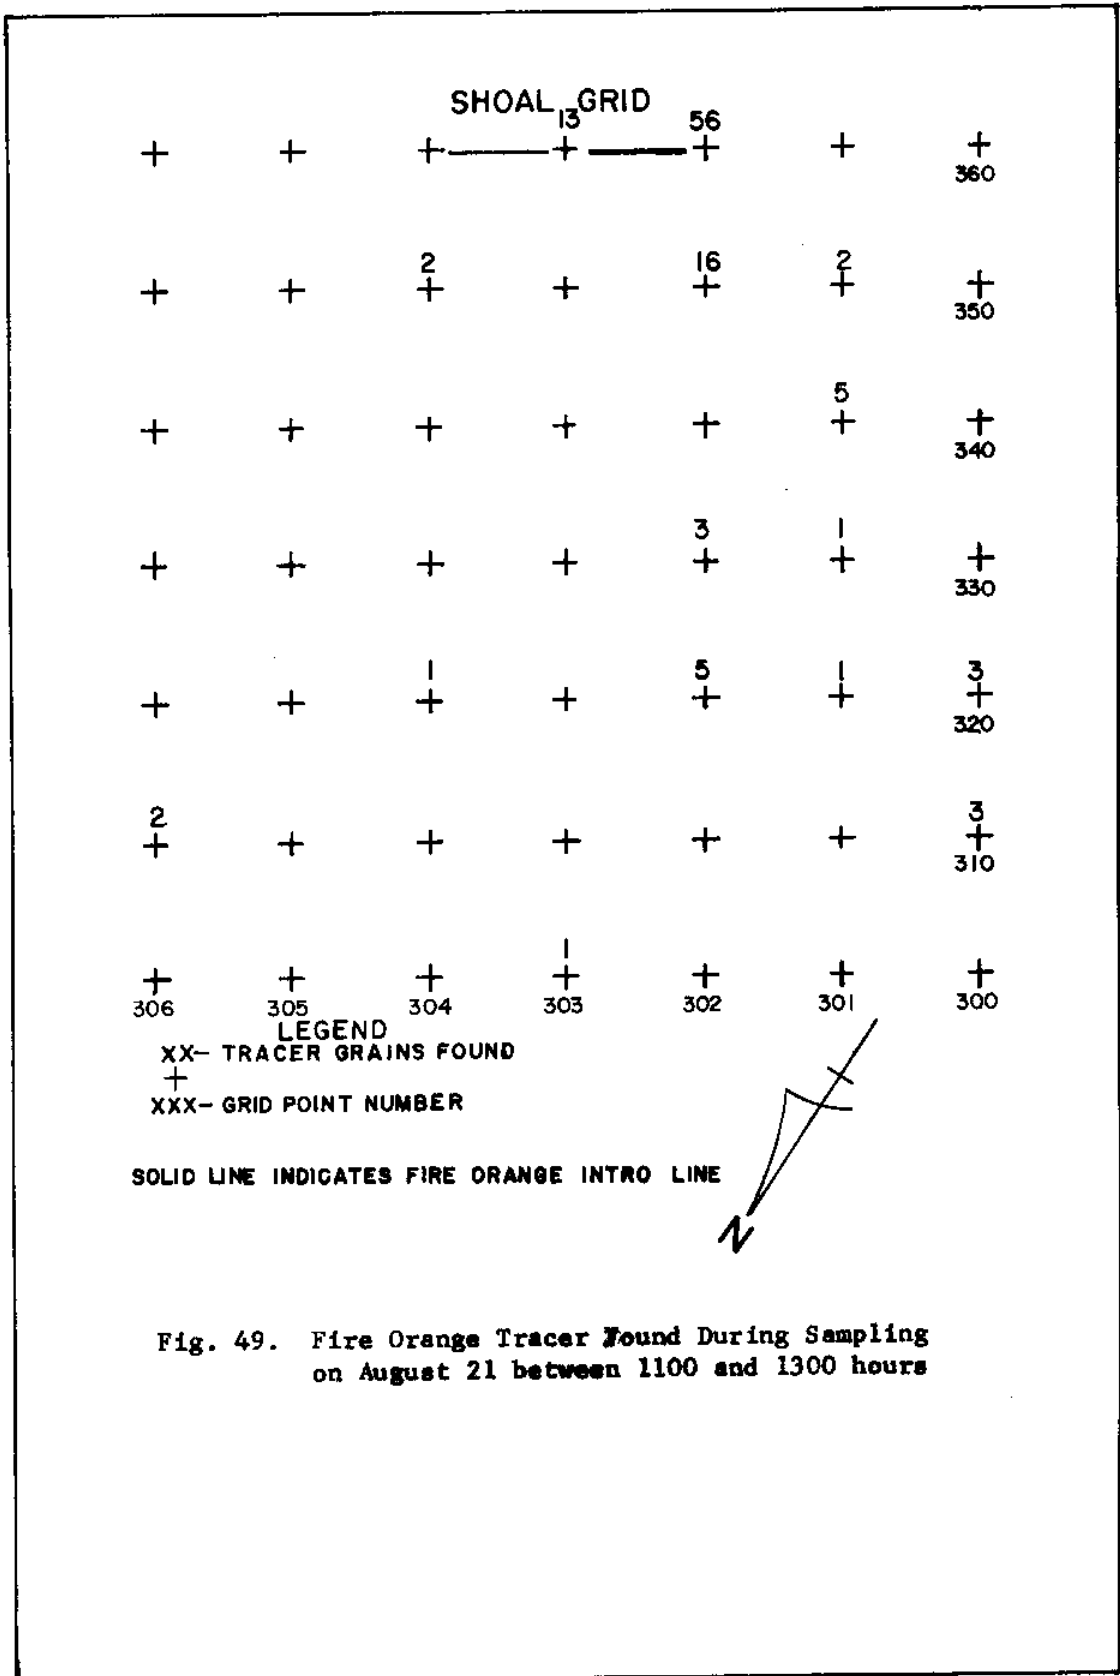 SHOAL GRID
13 56
360
2 16 2
350
5
340
3 1
330
1 5 1 3
320
2 3
310
1
306 305 304 303 302 301 300
LEGEND
XX- TRACER GRAINS FOUND
XXX- GRID POINT NUMBER
SOLID LINE INDICATES FIRE ORANGE INTRO LINE
N
Fig. 49. Fire Orange Tracer Found During Sampling
on August 21 between 1100 and 1300 hours